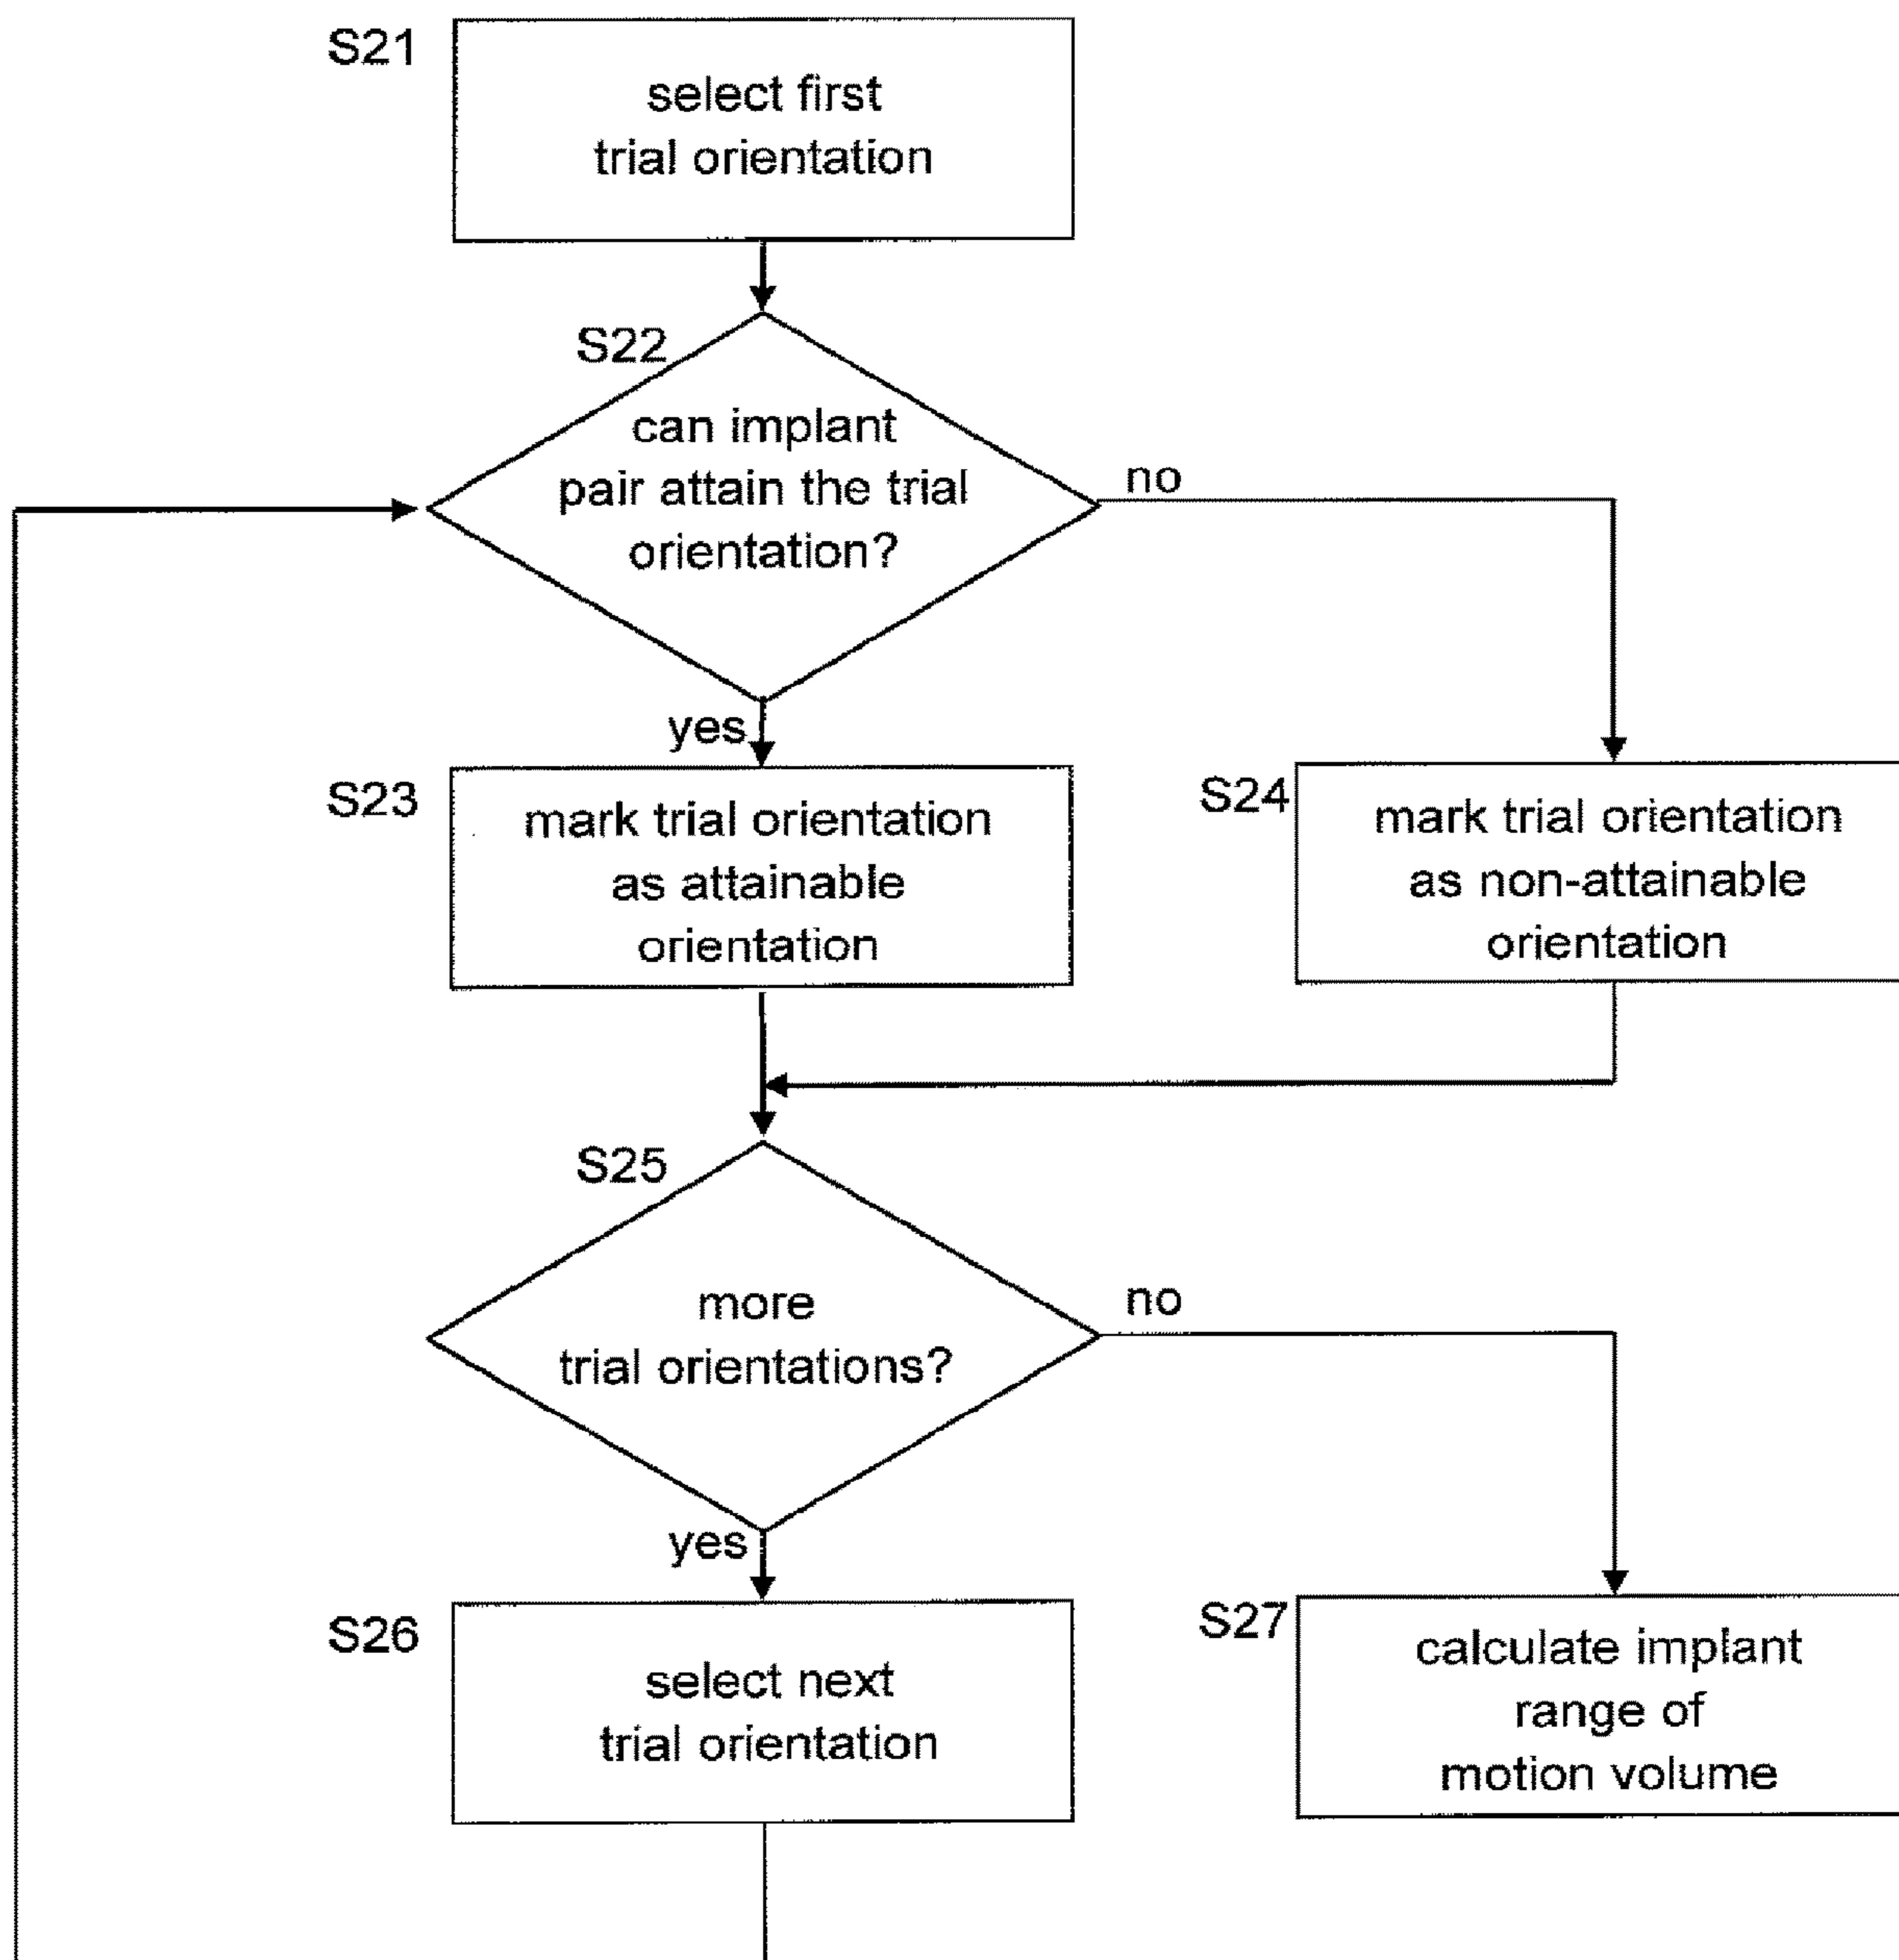 S21
select first
trial orientation
S22
can implant
pair attain the trial
orientation?
no
yes
S23
mark trial orientation
as attainable
orientation
S24
mark trial orientation
as non-attainable
orientation
S25
more
trial orientations?
no
yes
S26
select next
trial orientation
S27
calculate implant
range of
motion volume